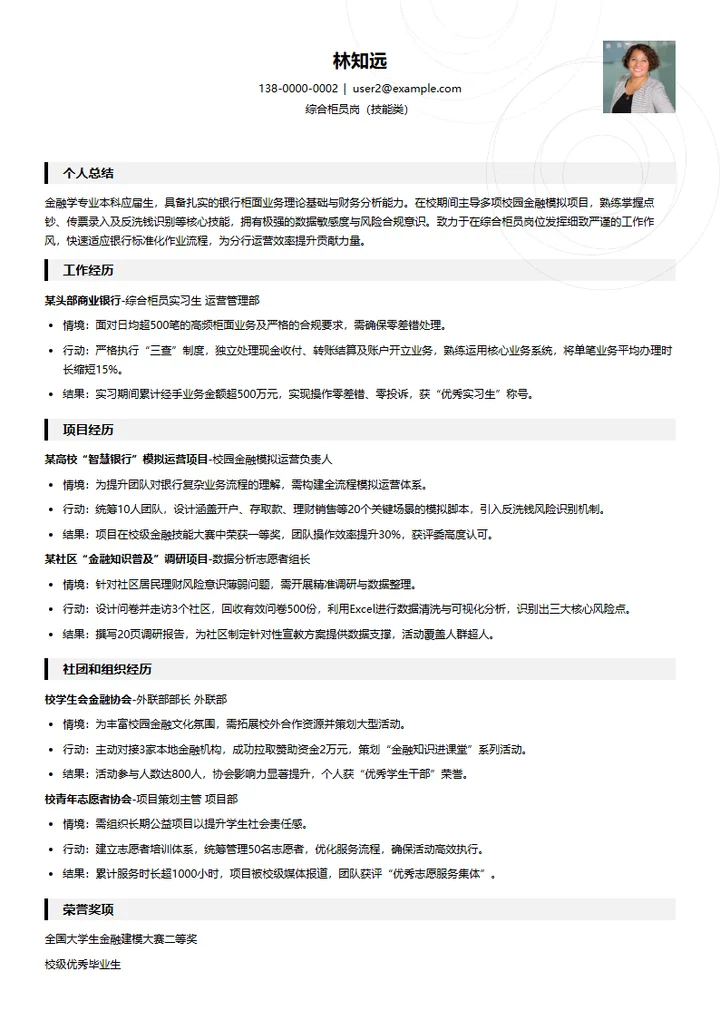 林知远
138-0000-0002 | user2@example.com
综合柜员岗（技能类）
个人总结
金融学专业本科应届生，具备扎实的银行柜面业务理论基础与财务分析能力。在校期间主导多项校园金融模拟项目，熟练掌握点
钞、传票录入及反洗钱识别等核心技能，拥有极强的数据敏感度与风险合规意识。致力于在综合柜员岗位发挥细致严谨的工作作
风，快速适应银行标准化作业流程，为分行运营效率提升贡献力量。
工作经历
某头部商业银行-综合柜员实习生 运营管理部
• 情境：面对日均超500笔的高频柜面业务及严格的合规要求，需确保零差错处理。
• 行动：严格执行“三查”制度，独立处理现金收付、转账结算及账户开立业务，熟练运用核心业务系统，将单笔业务平均办理时
长缩短15%。
• 结果：实习期间累计经手业务金额超500万元，实现操作零差错、零投诉，获“优秀实习生”称号。
项目经历
某高校“智慧银行”模拟运营项目-校园金融模拟运营负责人
• 情境：为提升团队对银行复杂业务流程的理解，需构建全流程模拟运营体系。
• 行动：统筹10人团队，设计涵盖开户、存取款、理财销售等20个关键场景的模拟脚本，引入反洗钱风险识别机制。
• 结果：项目在校级金融技能大赛中荣获一等奖，团队操作效率提升30%，获评委高度认可。
某社区“金融知识普及”调研项目-数据分析志愿者组长
• 情境：针对社区居民理财风险意识薄弱问题，需开展精准调研与数据整理。
• 行动：设计问卷并走访3个社区，回收有效问卷500份，利用Excel进行数据清洗与可视化分析，识别出三大核心风险点。
• 结果：撰写20页调研报告，为社区制定针对性宣教方案提供数据支撑，活动覆盖人群超人。
社团和组织经历
校学生会金融协会-外联部部长 外联部
• 情境：为丰富校园金融文化氛围，需拓展校外合作资源并策划大型活动。
• 行动：主动对接3家本地金融机构，成功拉取赞助资金2万元，策划“金融知识进课堂”系列活动。
• 结果：活动参与人数达800人，协会影响力显著提升，个人获“优秀学生干部”荣誉。
校青年志愿者协会-项目策划主管 项目部
• 情境：需组织长期公益项目以提升学生社会责任感。
• 行动：建立志愿者培训体系，统筹管理50名志愿者，优化服务流程，确保活动高效执行。
• 结果：累计服务时长超1000小时，项目被校级媒体报道，团队获评“优秀志愿服务集体”。
荣誉奖项
全国大学生金融建模大赛二等奖
校级优秀毕业生